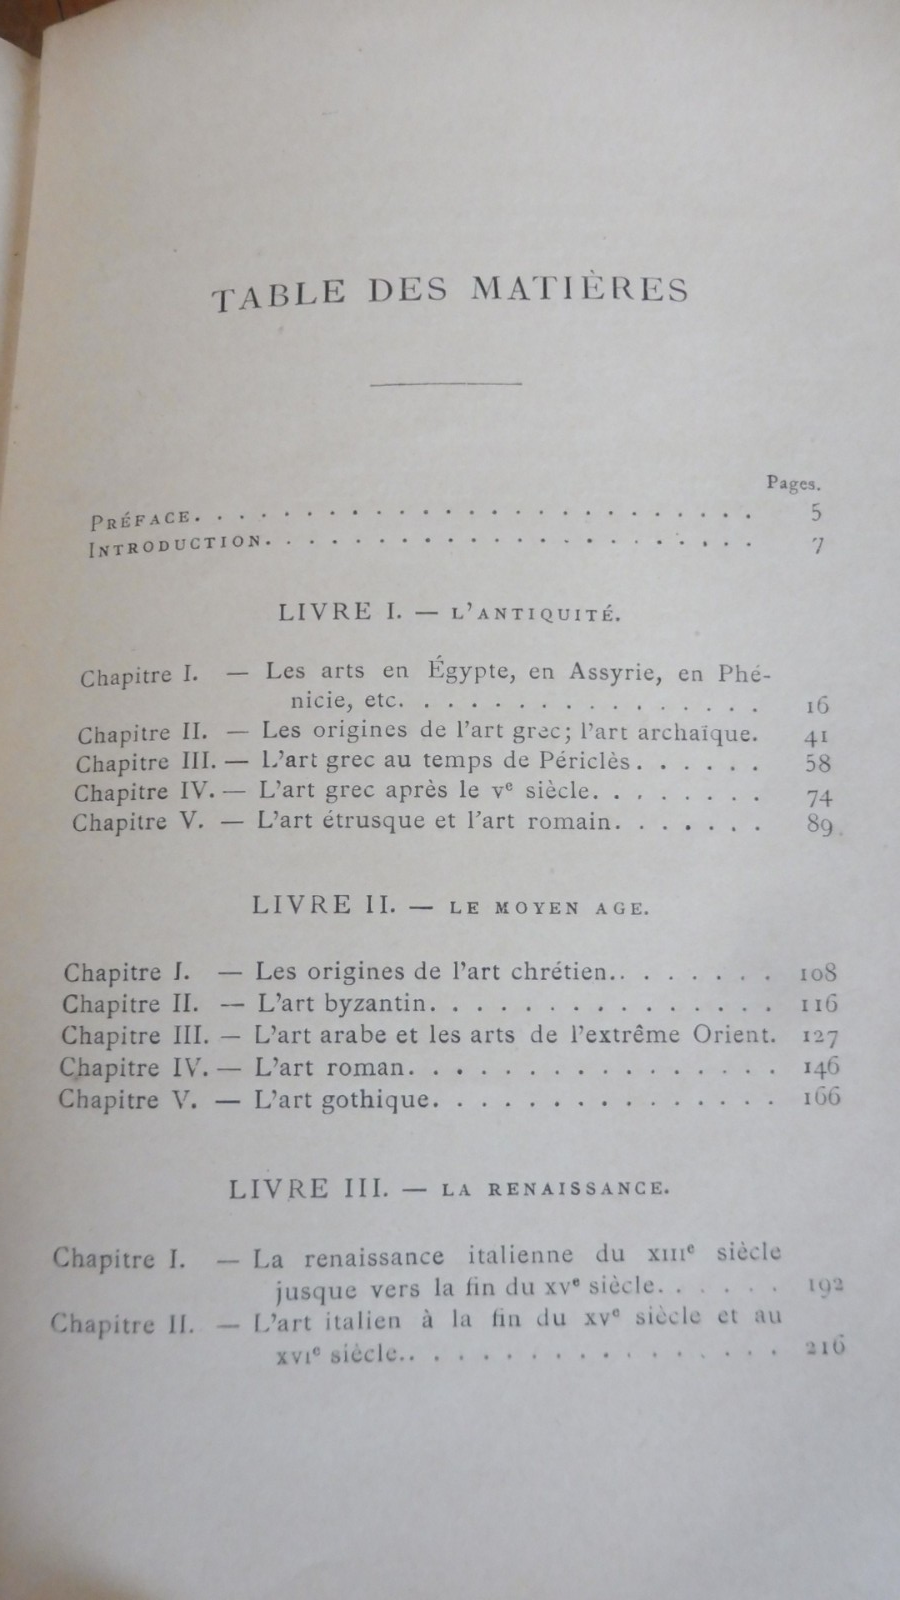 TABLE DES MATIÈRES
Pages.
PRÉFACE. . . . . . . . . . . . . . . . . . . . . . . . 5
INTRODUCTION. . . . . . . . . . . . . . . . . . . . . 7
LIVRE I. — L'ANTIQUITÉ.
Chapitre I. — Les arts en Égypte, en Assyrie, en Phé-
nicie, etc. . . . . . . . . . . . . . . . 16
Chapitre II. — Les origines de l'art grec; l'art archaïque. 41
Chapitre III. — L'art grec au temps de Périclès. . . . . . 58
Chapitre IV. — L'art grec après le Ve siècle. . . . . . . . 74
Chapitre V. — L'art étrusque et l'art romain. . . . . . . 89
LIVRE II. — LE MOYEN AGE.
Chapitre I. — Les origines de l'art chrétien.. . . . . . . 108
Chapitre II. — L'art byzantin. . . . . . . . . . . . . . . 116
Chapitre III. — L'art arabe et les arts de l'extrême Orient. 127
Chapitre IV. — L'art roman. . . . . . . . . . . . . . . . 146
Chapitre V. — L'art gothique. . . . . . . . . . . . . . . 166
LIVRE III. — LA RENAISSANCE.
Chapitre I. — La renaissance italienne du XIIIe siècle
jusque vers la fin du XVe siècle. . . . . . 192
Chapitre II. — L'art italien à la fin du XVe siècle et au
XVIe siècle.. . . . . . . . . . . . . . . . 216